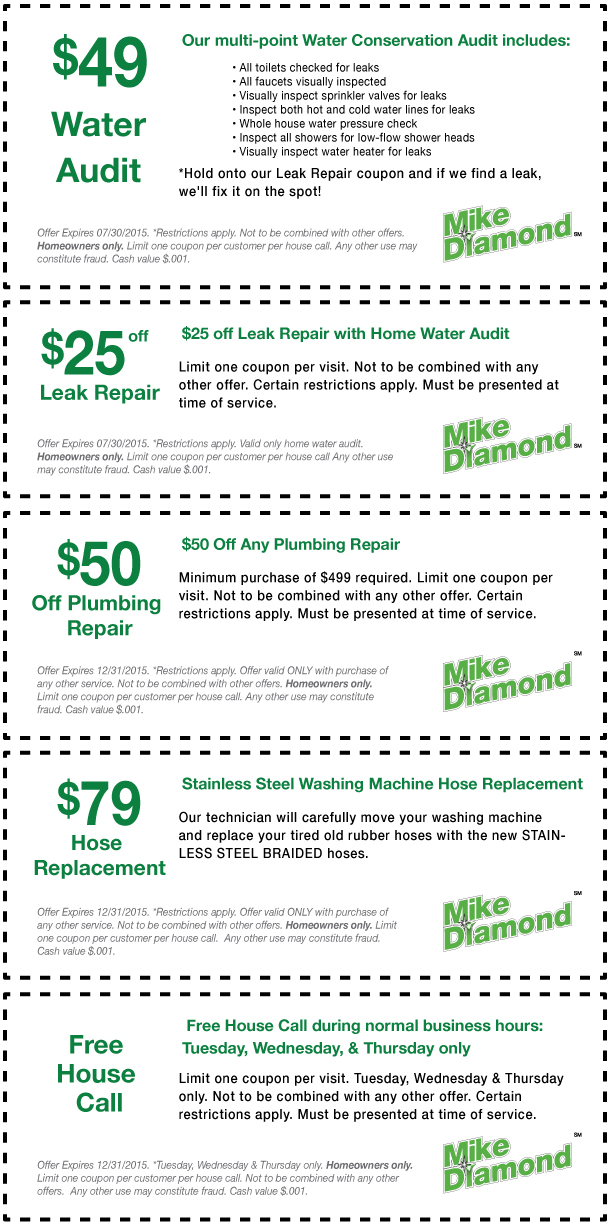 $49
Water
Audit
Our multi-point Water Conservation Audit includes:
• All toilets checked for leaks
• All faucets visually inspected
• Visually inspect sprinkler valves for leaks
• Inspect both hot and cold water lines for leaks
• Whole house water pressure check
• Inspect all showers for low-flow shower heads
• Visually inspect water heater for leaks
*Hold onto our Leak Repair coupon and if we find a leak,
we'll fix it on the spot!
Offer Expires 07/30/2015. *Restrictions apply. Not to be combined with other offers.
Homeowners only. Limit one coupon per customer per house call. Any other use may
constitute fraud. Cash value $.001.
Mike
Diamond SM
$25 off
Leak Repair
$25 off Leak Repair with Home Water Audit
Limit one coupon per visit. Not to be combined with any
other offer. Certain restrictions apply. Must be presented at
time of service.
Offer Expires 07/30/2015. *Restrictions apply. Valid only home water audit.
Homeowners only. Limit one coupon per customer per house call Any other use
may constitute fraud. Cash value $.001.
Mike
Diamond SM
$50
Off Plumbing
Repair
$50 Off Any Plumbing Repair
Minimum purchase of $499 required. Limit one coupon per
visit. Not to be combined with any other offer. Certain
restrictions apply. Must be presented at time of service.
Offer Expires 12/31/2015. *Restrictions apply. Offer valid ONLY with purchase of
any other service. Not to be combined with other offers. Homeowners only.
Limit one coupon per customer per house call. Any other use may constitute
fraud. Cash value $.001.
SM
Mike
Diamond
$79
Hose
Replacement
Stainless Steel Washing Machine Hose Replacement
Our technician will carefully move your washing machine
and replace your tired old rubber hoses with the new STAIN-
LESS STEEL BRAIDED hoses.
Offer Expires 12/31/2015. *Restrictions apply. Offer valid ONLY with purchase of
any other service. Not to be combined with other offers. Homeowners only. Limit
one coupon per customer per house call. Any other use may constitute fraud.
Cash value $.001.
SM
Mike
Diamond
Free
House
Call
Free House Call during normal business hours:
Tuesday, Wednesday, & Thursday only
Limit one coupon per visit. Tuesday, Wednesday & Thursday
only. Not to be combined with any other offer. Certain
restrictions apply. Must be presented at time of service.
Offer Expires 12/31/2015. *Tuesday, Wednesday & Thursday only. Homeowners only.
Limit one coupon per customer per house call. Not to be combined with any other
offers. Any other use may constitute fraud. Cash value $.001.
SM
Mike
Diamond